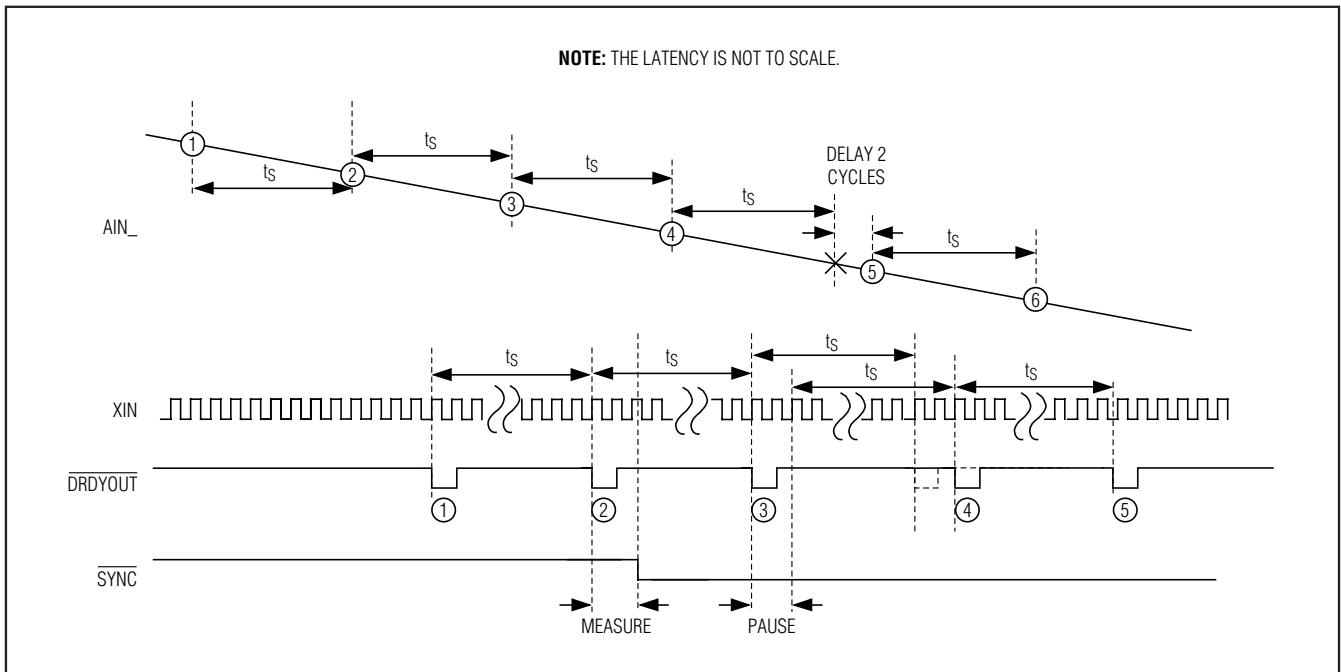 NOTE: THE LATENCY IS NOT TO SCALE.
1
tS
2
tS
3
tS
4
tS
DELAY 2
CYCLES
5
tS
6
AIN_
tS
tS
tS
tS
tS
XIN
DRDYOUT
1
2
3
4
5
SYNC
MEASURE
PAUSE